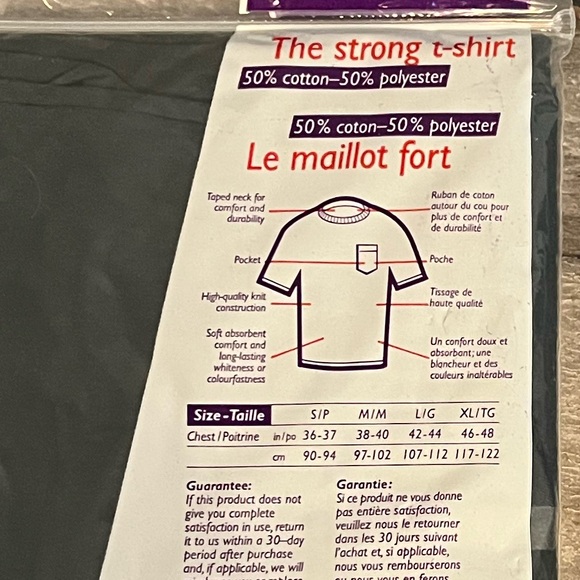 The strong t-shirt
50% cotton–50% polyester
50% coton–50% polyester
Le maillot fort
Taped neck for
comfort and
durability
Ruban de coton
autour du cou pour
plus de confort et
de durabilité
Pocket
Poche
High-quality knit
construction
Tissage de
haute qualité
Soft absorbent
comfort and
long-lasting
whiteness or
colourfastness
Un confort doux et
absorbant; une
blancheur et des
couleurs inaltérables
Size-Taille S/P M/M L/G XL/TG
Chest/Poitrine in/po 36-37 38-40 42-44 46-48
cm 90-94 97-102 107-112 117-122
Guarantee:
If this product does not
give you complete
satisfaction in use, return
it to us within a 30–day
period after purchase
and, if applicable, we will
Garantie:
Si ce produit ne vous donne
pas entière satisfaction,
veuillez nous le retourner
dans les 30 jours suivant
l'achat et, si applicable,
nous vous rembourserons